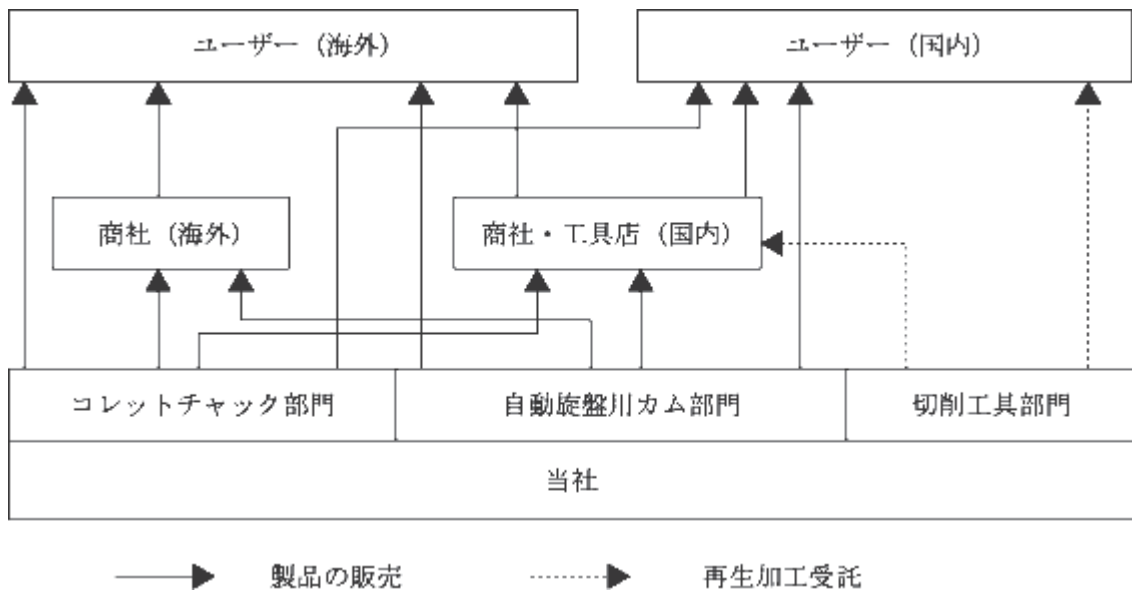 ユーザー（海外）
ユーザー（国内）
商社（海外）
商社・工具店（国内）
コレットチャック部門
自動旋盤用カム部門
切削工具部門
当社
製品の販売
再生加工受託